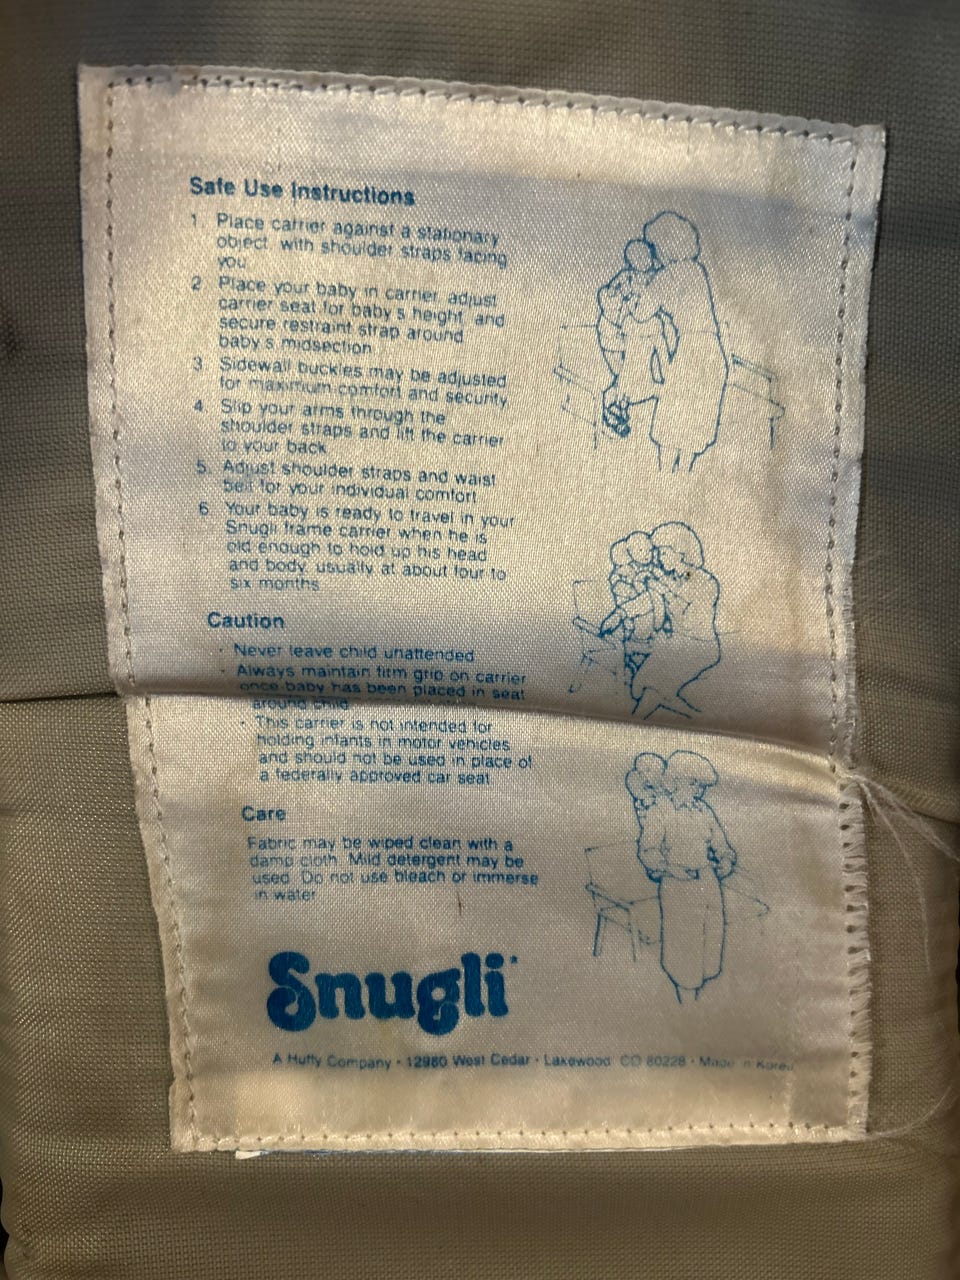 Safe Use Instructions
1. Place carrier against a stationary
object, with shoulder straps facing
you.
2. Place your baby in carrier, adjust
carrier seat for baby's height, and
secure restraint strap around
baby's midsection.
3. Sidewall buckles may be adjusted
for maximum comfort and security.
4. Slip your arms through the
shoulder straps and lift the carrier
to your back.
5. Adjust shoulder straps and waist
belt for your individual comfort.
6. Your baby is ready to travel in your
Snugli frame carrier when he is
old enough to hold up his head
and body, usually at about four to
six months.
Caution
• Never leave child unattended.
• Always maintain firm grip on carrier
once baby has been placed in seat
around child.
• This carrier is not intended for
holding infants in motor vehicles
and should not be used in place of
a federally approved car seat.
Care
Fabric may be wiped clean with a
damp cloth. Mild detergent may be
used. Do not use bleach or immerse
in water.
Snugli
A Huffy Company • 12980 West Cedar • Lakewood, CO 80228 • Made in Korea